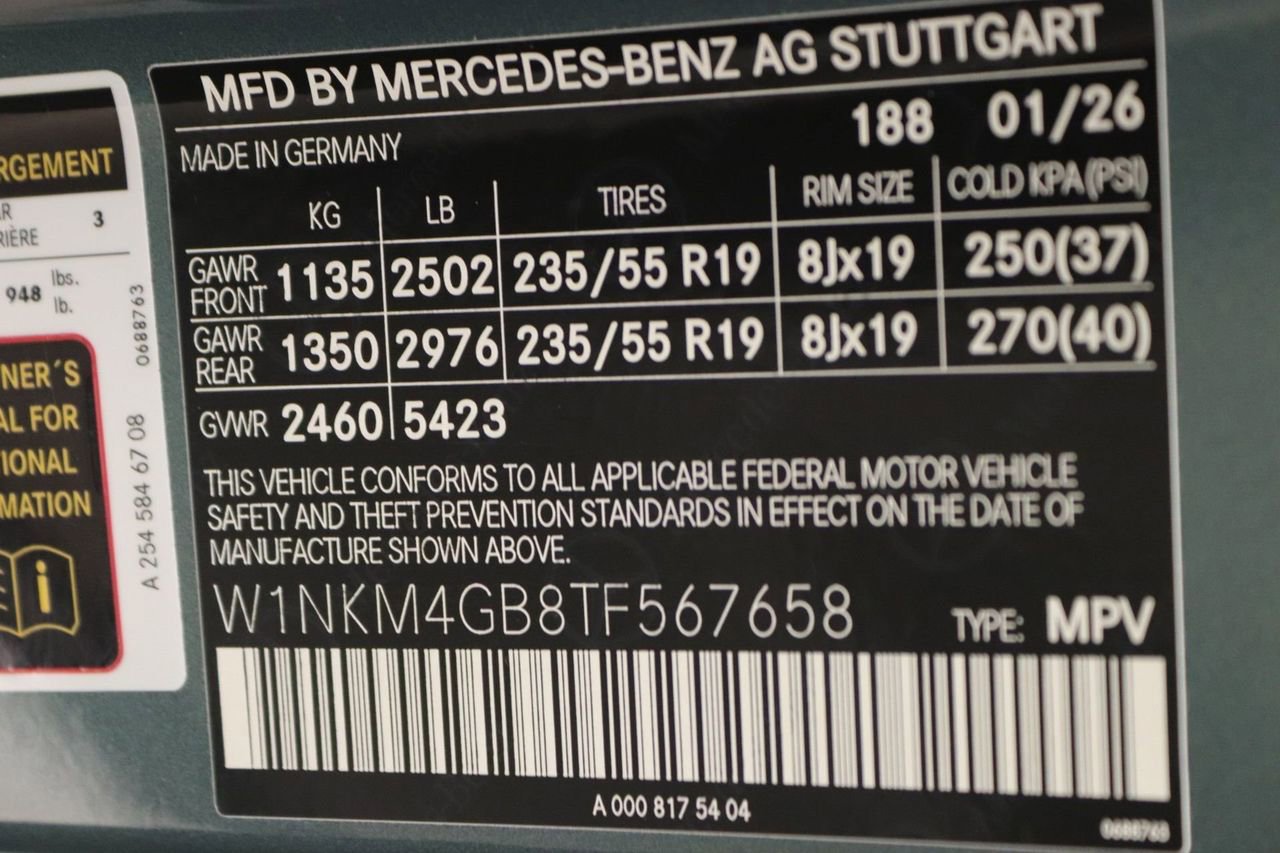 RGEMENT
3
RIÈRE
948 lbs.
lb.
NER´S
AL FOR
IONAL
MATION
i
0688763
A 254 584 67 08
MFD BY MERCEDES-BENZ AG STUTTGART
MADE IN GERMANY 188 01/26
KG LB TIRES RIM SIZE COLD KPA(PSI)
GAWR FRONT 1135 2502 235/55 R19 8Jx19 250(37)
GAWR REAR 1350 2976 235/55 R19 8Jx19 270(40)
GVWR 2460 5423
THIS VEHICLE CONFORMS TO ALL APPLICABLE FEDERAL MOTOR VEHICLE
SAFETY AND THEFT PREVENTION STANDARDS IN EFFECT ON THE DATE OF
MANUFACTURE SHOWN ABOVE.
W1NKM4GB8TF567658 TYPE: MPV
A 000 817 54 04
0688763